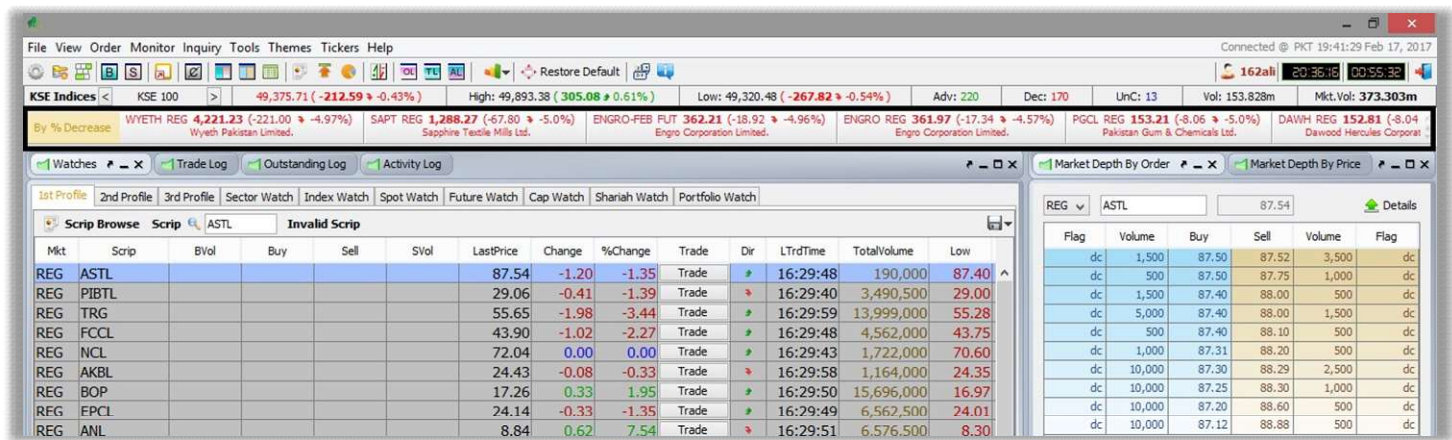 File View Order Monitor Inquiry Tools Themes Tickers Help Connected @ PKT 19:41:29 Feb 17, 2017
B S OL TL AL Restore Default 162ali 20:36:16 00:55:32
KSE Indices < KSE 100 > 49,375.71 ( -212.59 -0.43% ) High: 49,893.38 ( 305.08 0.61% ) Low: 49,320.48 ( -267.82 -0.54% ) Adv: 220 Dec: 170 UnC: 13 Vol: 153.828m Mkt.Vol: 373.303m
By % Decrease WYETH REG 4,221.23 (-221.00 -4.97%) SAPT REG 1,288.27 (-67.80 -5.0%) ENGRO-FEB FUT 362.21 (-18.92 -4.96%) ENGRO REG 361.97 (-17.34 -4.57%) PGCL REG 153.21 (-8.06 -5.0%) DAWH REG 152.81 (-8.04
Wyeth Pakistan Limited. Sapphire Textile Mills Ltd. Engro Corporation Limited. Engro Corporation Limited. Pakistan Gum & Chemicals Ltd. Dawood Hercules Corporat
Watches Trade Log Outstanding Log Activity Log Market Depth By Order Market Depth By Price
1st Profile 2nd Profile 3rd Profile Sector Watch Index Watch Spot Watch Future Watch Cap Watch Shariah Watch Portfolio Watch
REG ASTL 87.54 Details
Scrip Browse Scrip ASTL Invalid Scrip
Flag Volume Buy Sell Volume Flag
Mkt Scrip BVol Buy Sell SVol LastPrice Change %Change Trade Dir LTrdTime TotalVolume Low
REG ASTL 87.54 -1.20 -1.35 Trade 16:29:48 190,000 87.40
REG PIBTL 29.06 -0.41 -1.39 Trade 16:29:40 3,490,500 29.00
REG TRG 55.65 -1.98 -3.44 Trade 16:29:59 13,999,000 55.28
REG FCCL 43.90 -1.02 -2.27 Trade 16:29:48 4,562,000 43.75
REG NCL 72.04 0.00 0.00 Trade 16:29:43 1,722,000 70.60
REG AKBL 24.43 -0.08 -0.33 Trade 16:29:58 1,164,000 24.35
REG BOP 17.26 0.33 1.95 Trade 16:29:50 15,696,000 16.97
REG EPCL 24.14 -0.33 -1.35 Trade 16:29:49 6,562,500 24.01
REG ANL 8.84 0.62 7.54 Trade 16:29:51 6,576,500 8.30
dc 1,500 87.50 87.52 3,500 dc
dc 500 87.50 87.75 1,000 dc
dc 1,500 87.40 88.00 500 dc
dc 5,000 87.40 88.00 1,500 dc
dc 500 87.40 88.10 500 dc
dc 1,000 87.31 88.20 500 dc
dc 10,000 87.30 88.29 2,500 dc
dc 10,000 87.25 88.30 1,000 dc
dc 10,000 87.20 88.60 500 dc
dc 10,000 87.12 88.88 500 dc